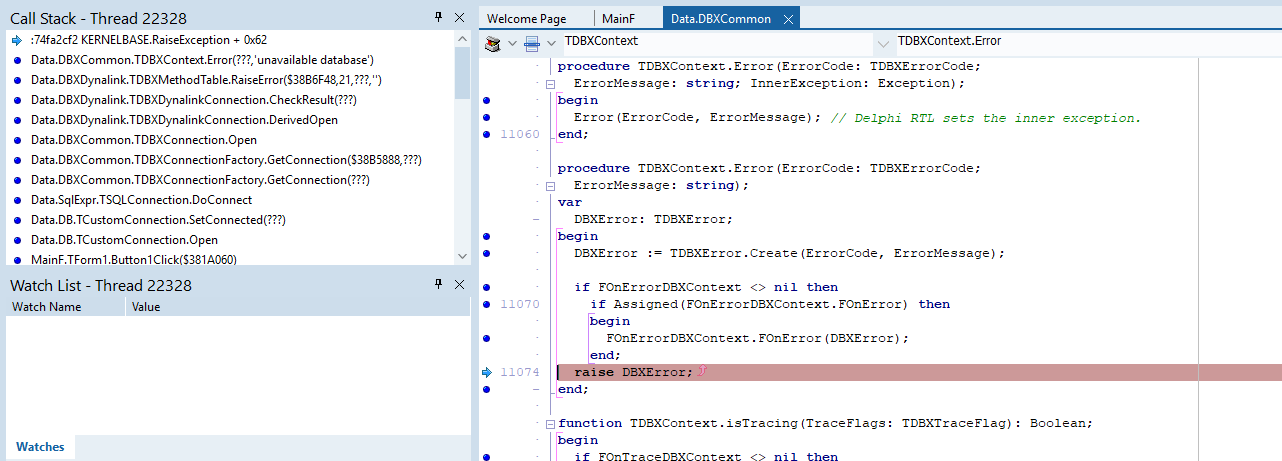 Call Stack - Thread 22328
:74fa2cf2 KERNELBASE.RaiseException + 0x62
Data.DBXCommon.TDBXContext.Error(???,'unavailable database')
Data.DBXDynalink.TDBXMethodTable.RaiseError($38B6F48,21,???,'')
Data.DBXDynalink.TDBXDynalinkConnection.CheckResult(???)
Data.DBXDynalink.TDBXDynalinkConnection.DerivedOpen
Data.DBXCommon.TDBXConnection.Open
Data.DBXCommon.TDBXConnectionFactory.GetConnection($38B5888,???)
Data.DBXCommon.TDBXConnectionFactory.GetConnection(???)
Data.SqlExpr.TSQLConnection.DoConnect
Data.DB.TCustomConnection.SetConnected(???)
Data.DB.TCustomConnection.Open
MainF.TForm1.Button1Click($381A060)
Watch List - Thread 22328
Watch Name Value
Watches
Welcome Page MainF Data.DBXCommon
TDBXContext TDBXContext.Error
procedure TDBXContext.Error(ErrorCode: TDBXErrorCode;
ErrorMessage: string; InnerException: Exception);
begin
Error(ErrorCode, ErrorMessage); // Delphi RTL sets the inner exception.
11060 end;
procedure TDBXContext.Error(ErrorCode: TDBXErrorCode;
ErrorMessage: string);
var
DBXError: TDBXError;
begin
DBXError := TDBXError.Create(ErrorCode, ErrorMessage);
if FOnErrorDBXContext <> nil then
11070 if Assigned(FOnErrorDBXContext.FOnError) then
begin
FOnErrorDBXContext.FOnError(DBXError);
end;
11074 raise DBXError;
end;
function TDBXContext.isTracing(TraceFlags: TDBXTraceFlag): Boolean;
begin
if FOnTraceDBXContext <> nil then